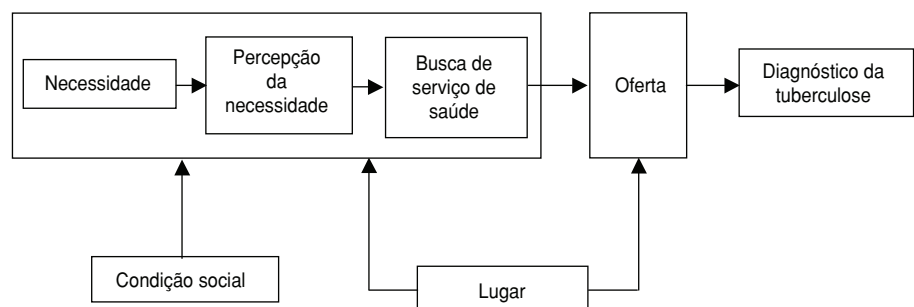 Necessidade
Percepção
da
necessidade
Busca de
serviço de
saúde
Oferta
Diagnóstico da
tuberculose
Condição social
Lugar